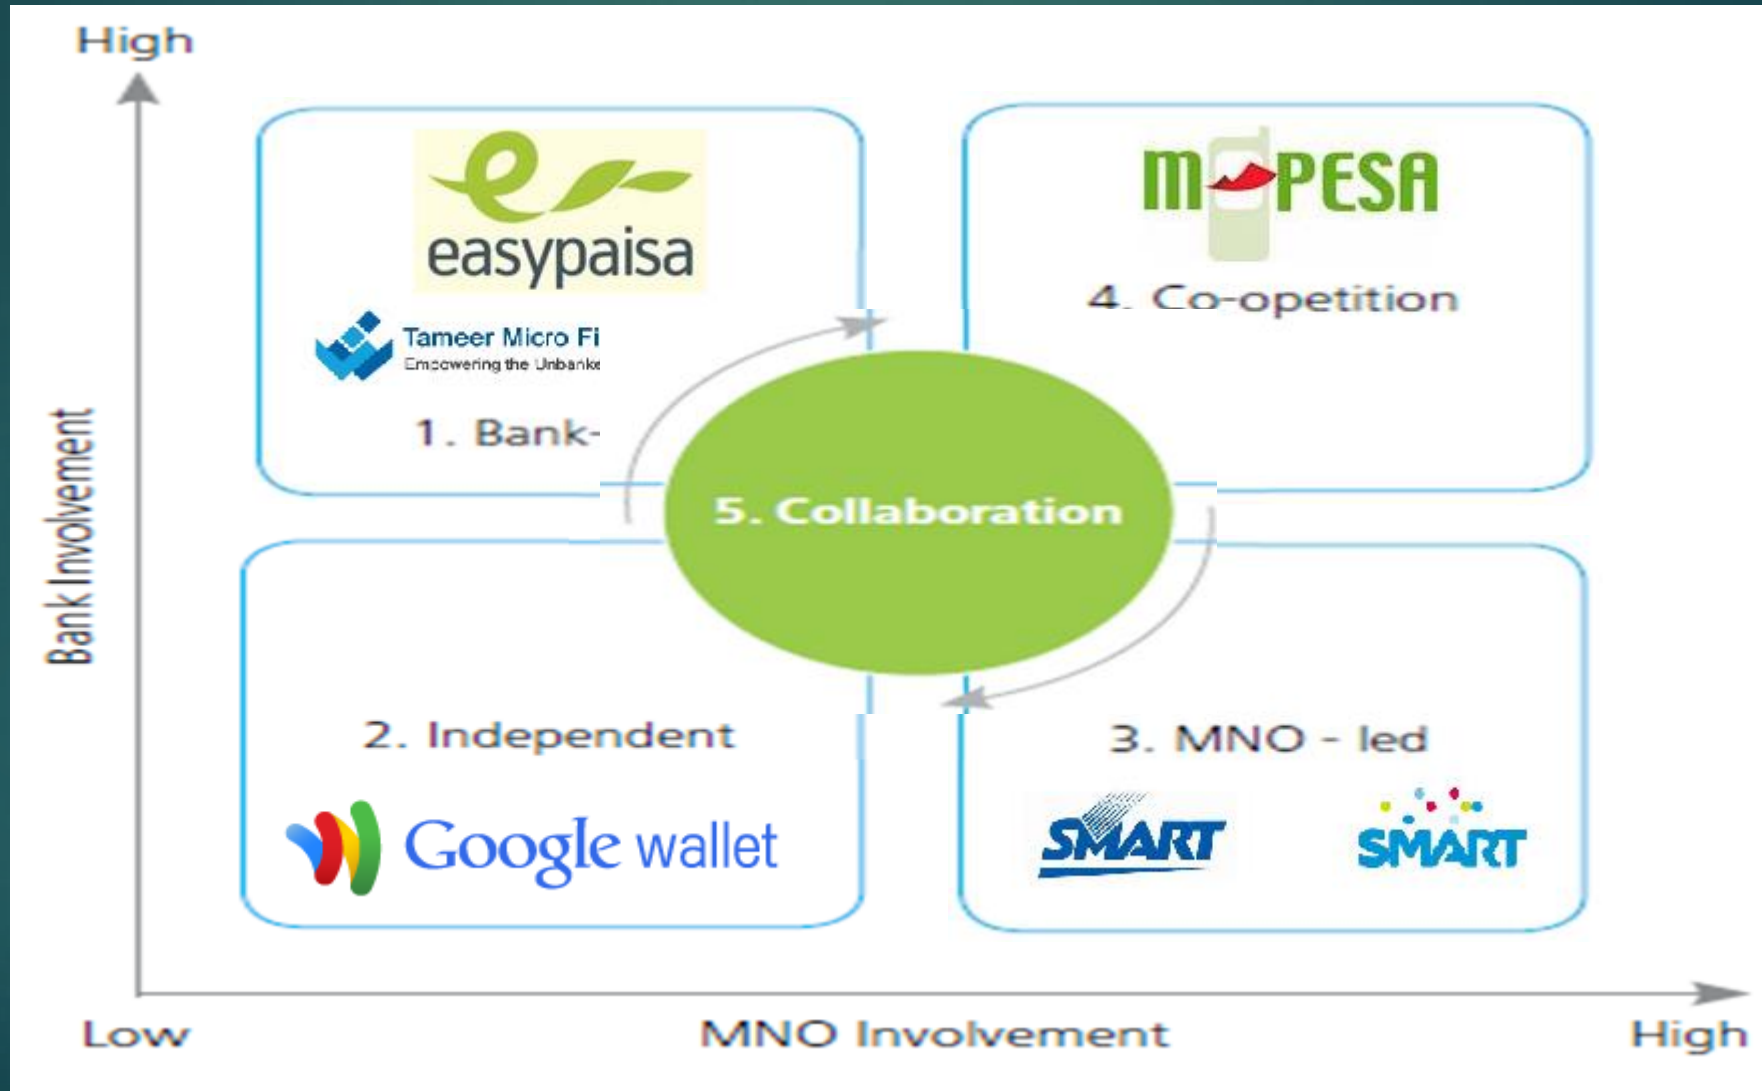 High
easypaisa
Tameer Micro Fi
Empowering the Unbanke
1. Bank-
m-PESA
4. Co-opetition
Bank Involvement
5. Collaboration
2. Independent
Google wallet
3. MNO - led
SMART
SMART
Low
MNO Involvement
High